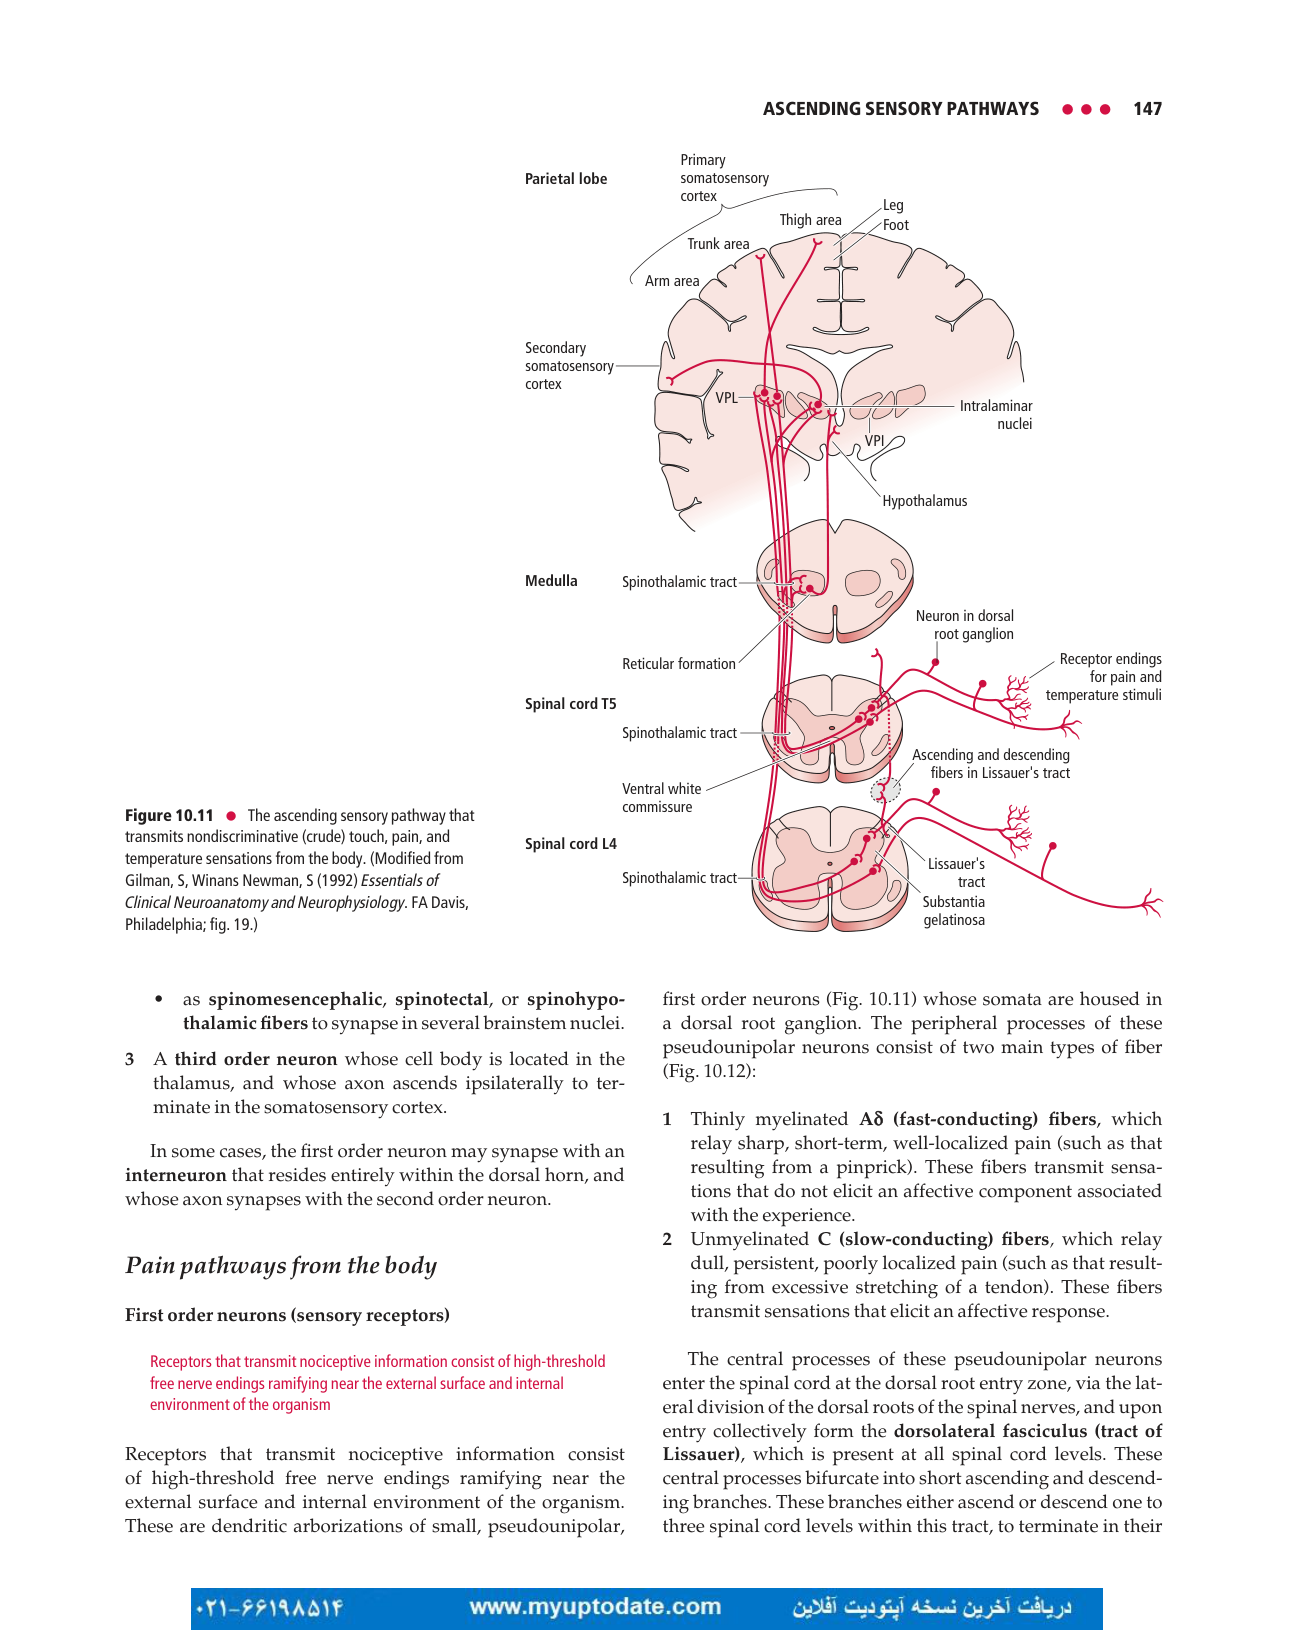 ASCENDING SENSORY PATHWAYS ● ● ● 147
Parietal lobe
Primary
somatosensory
cortex
Leg
Foot
Thigh area
Trunk area
Arm area
Secondary
somatosensory
cortex
VPL
Intralaminar
nuclei
VPI
Hypothalamus
Medulla
Spinothalamic tract
Neuron in dorsal
root ganglion
Reticular formation
Receptor endings
for pain and
temperature stimuli
Spinal cord T5
Spinothalamic tract
Ascending and descending
fibers in Lissauer's tract
Ventral white
commissure
Spinal cord L4
Spinothalamic tract
Lissauer's
tract
Substantia
gelatinosa
Figure 10.11 ● The ascending sensory pathway that
transmits nondiscriminative (crude) touch, pain, and
temperature sensations from the body. (Modified from
Gilman, S, Winans Newman, S (1992) Essentials of
Clinical Neuroanatomy and Neurophysiology. FA Davis,
Philadelphia; fig. 19.)
• as spinomesencephalic, spinotectal, or spinohypo-
thalamic fibers to synapse in several brainstem nuclei.
3 A third order neuron whose cell body is located in the
thalamus, and whose axon ascends ipsilaterally to ter-
minate in the somatosensory cortex.
In some cases, the first order neuron may synapse with an
interneuron that resides entirely within the dorsal horn, and
whose axon synapses with the second order neuron.
Pain pathways from the body
First order neurons (sensory receptors)
Receptors that transmit nociceptive information consist of high-threshold
free nerve endings ramifying near the external surface and internal
environment of the organism
Receptors that transmit nociceptive information consist
of high-threshold free nerve endings ramifying near the
external surface and internal environment of the organism.
These are dendritic arborizations of small, pseudounipolar,
first order neurons (Fig. 10.11) whose somata are housed in
a dorsal root ganglion. The peripheral processes of these
pseudounipolar neurons consist of two main types of fiber
(Fig. 10.12):
1 Thinly myelinated Aδ (fast-conducting) fibers, which
relay sharp, short-term, well-localized pain (such as that
resulting from a pinprick). These fibers transmit sensa-
tions that do not elicit an affective component associated
with the experience.
2 Unmyelinated C (slow-conducting) fibers, which relay
dull, persistent, poorly localized pain (such as that result-
ing from excessive stretching of a tendon). These fibers
transmit sensations that elicit an affective response.
The central processes of these pseudounipolar neurons
enter the spinal cord at the dorsal root entry zone, via the lat-
eral division of the dorsal roots of the spinal nerves, and upon
entry collectively form the dorsolateral fasciculus (tract of
Lissauer), which is present at all spinal cord levels. These
central processes bifurcate into short ascending and descend-
ing branches. These branches either ascend or descend one to
three spinal cord levels within this tract, to terminate in their
۰۲۱-۶۶۱۹۸۵۱۴ www.myuptodate.com دریافت آخرین نسخه آپتودیت آفلاین